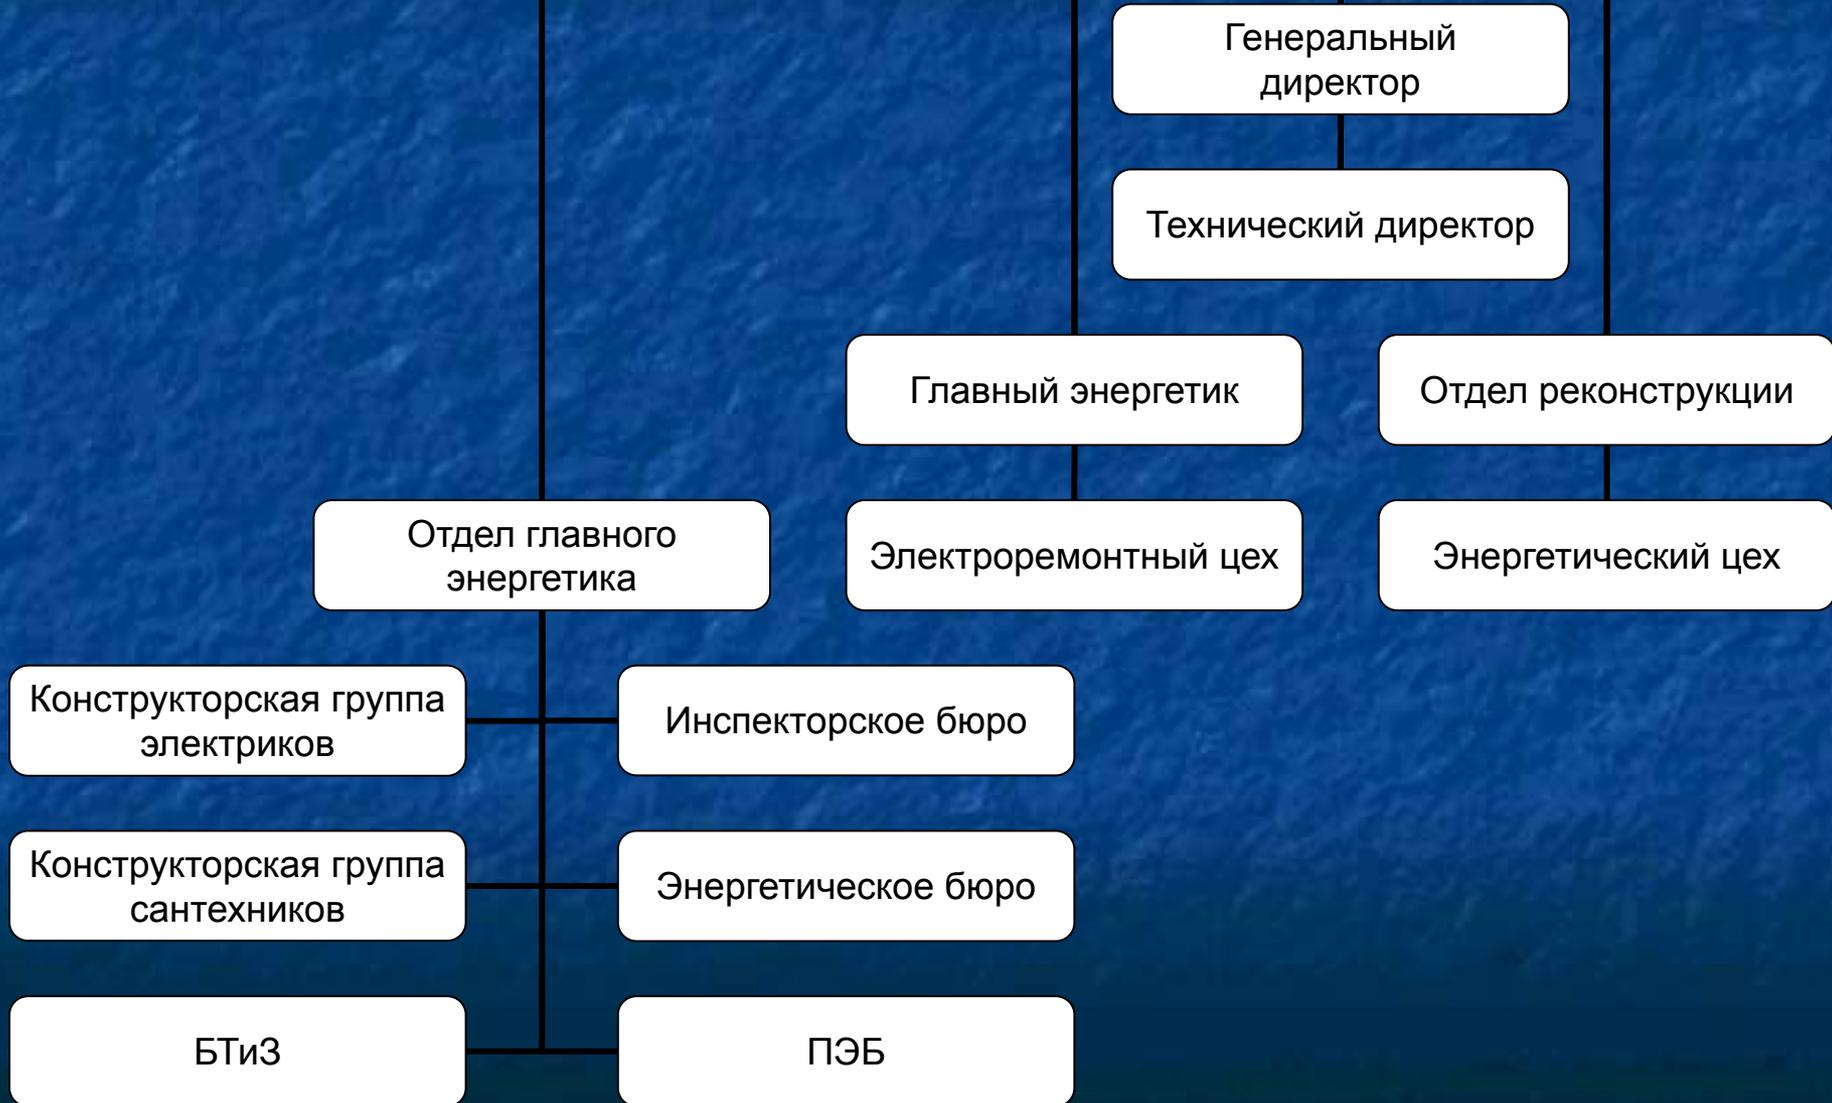 Генеральный
директор
Технический директор
Главный энергетик
Отдел реконструкции
Отдел главного
энергетика
Электроремонтный цех
Энергетический цех
Конструкторская группа
электриков
Инспекторское бюро
Конструкторская группа
сантехников
Энергетическое бюро
БТиЗ
ПЭБ